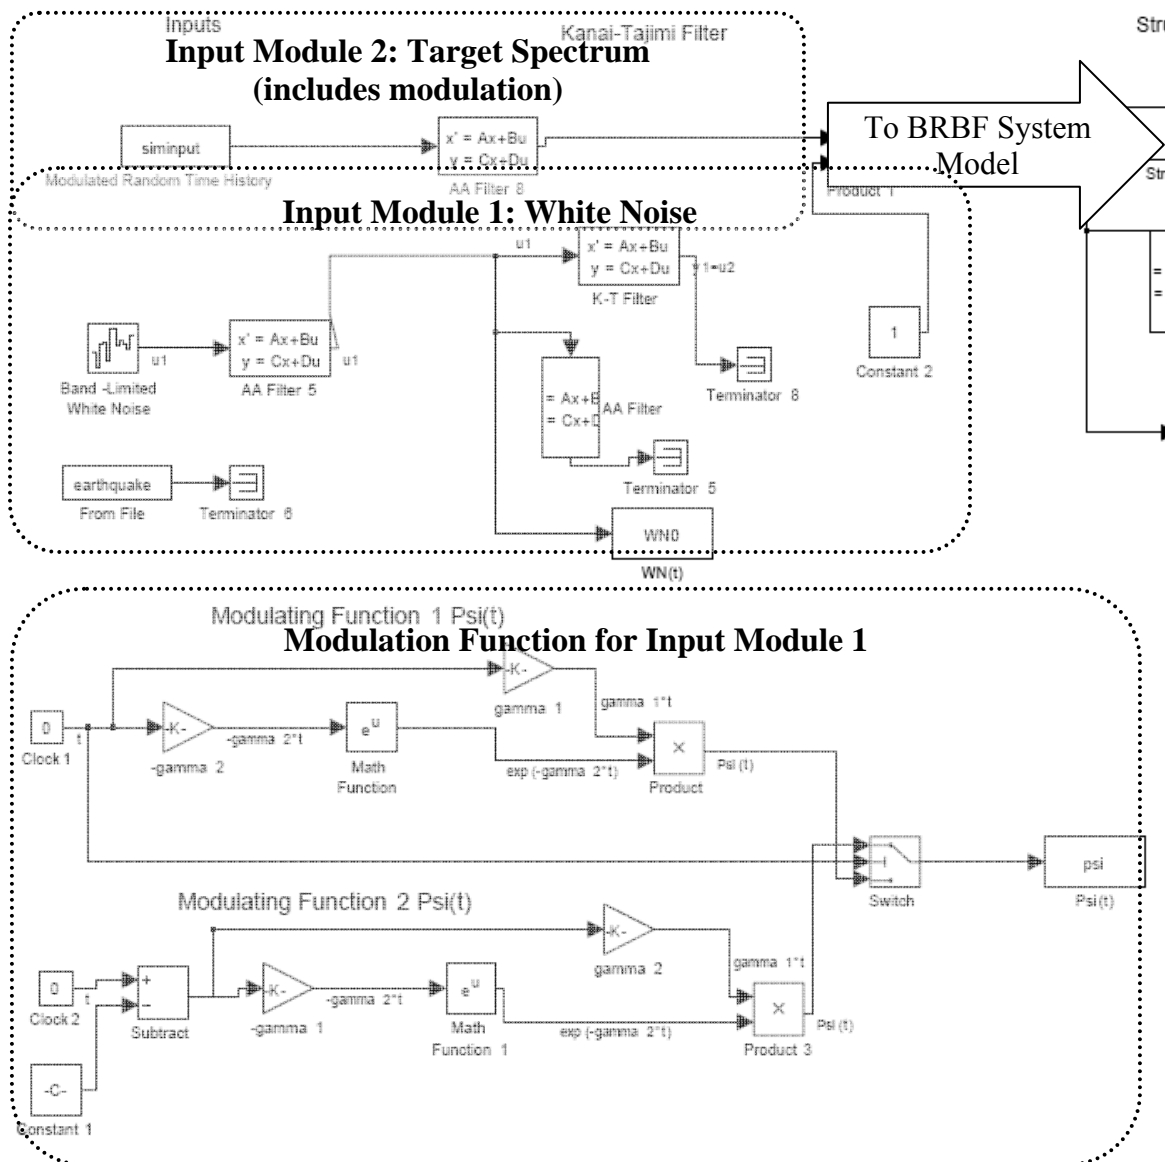 Inputs
Kanai-Tajimi Filter
Input Module 2: Target Spectrum
(includes modulation)
siminput
Modulated Random Time History
x' = Ax+Bu
y = Cx+Du
AA Filter 8
To BRBF System
Model
Product 1
Input Module 1: White Noise
u1
x' = Ax+Bu
y = Cx+Du
K-T Filter
y1=u2
Band -Limited
White Noise
u1
x' = Ax+Bu
y = Cx+Du
u1
AA Filter 5
= Ax+B
= Cx+D
AA Filter
Terminator 8
1
Constant 2
=
=
Terminator 5
earthquake
From File
Terminator 6
WN0
WN(t)
Modulating Function 1 Psi(t)
Modulation Function for Input Module 1
-K-
gamma 1
gamma 1*t
0
Clock 1
t
-K-
-gamma 2
-gamma 2*t
e^u
Math
Function
exp (-gamma 2*t)
×
Product
Psi (t)
Switch
psi
Psi (t)
Modulating Function 2 Psi(t)
-K-
gamma 2
gamma 1*t
0
Clock 2
t
+
−
Subtract
-K-
-gamma 1
-gamma 2*t
e^u
Math
Function 1
exp (-gamma 2*t)
×
Product 3
Psi (t)
-C-
Constant 1